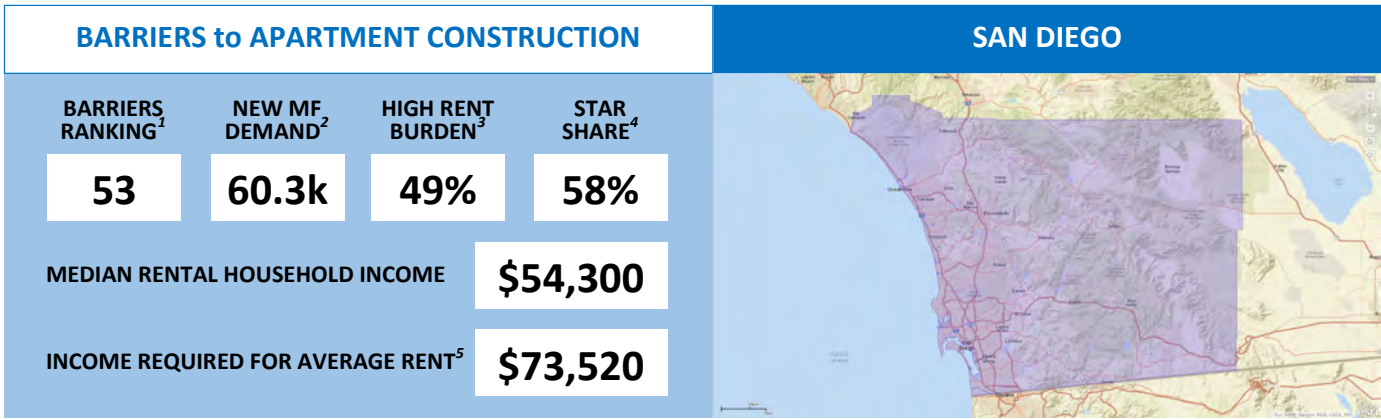 BARRIERS to APARTMENT CONSTRUCTION
SAN DIEGO
BARRIERS
RANKING1
NEW MF
DEMAND2
HIGH RENT
BURDEN3
STAR
SHARE4
53
60.3k
49%
58%
MEDIAN RENTAL HOUSEHOLD INCOME
$54,300
INCOME REQUIRED FOR AVERAGE RENT5
$73,520
esri